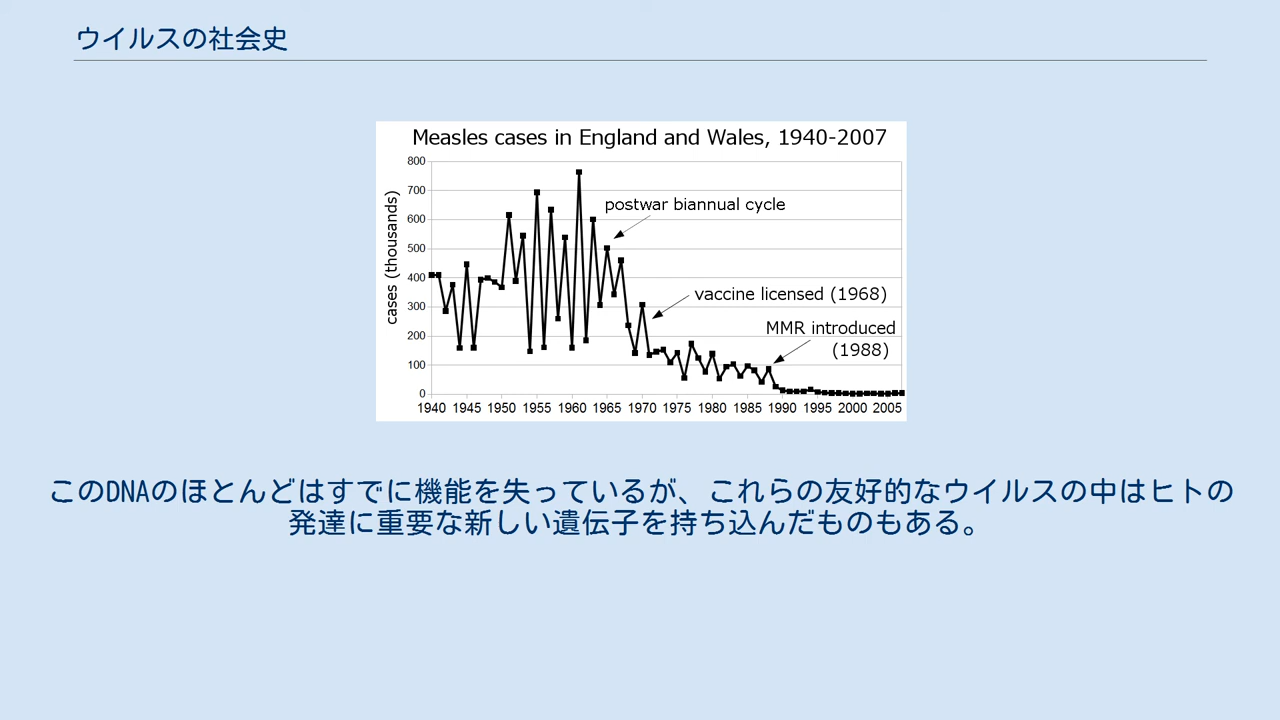 ウイルスの社会史
Measles cases in England and Wales, 1940-2007
cases (thousands)
800
700
600
500
400
300
200
100
0
postwar biannual cycle
vaccine licensed (1968)
MMR introduced
(1988)
1940 1945 1950 1955 1960 1965 1970 1975 1980 1985 1990 1995 2000 2005
このDNAのほとんどはすでに機能を失っているが、これらの友好的なウイルスの中はヒトの
発達に重要な新しい遺伝子を持ち込んだものもある。